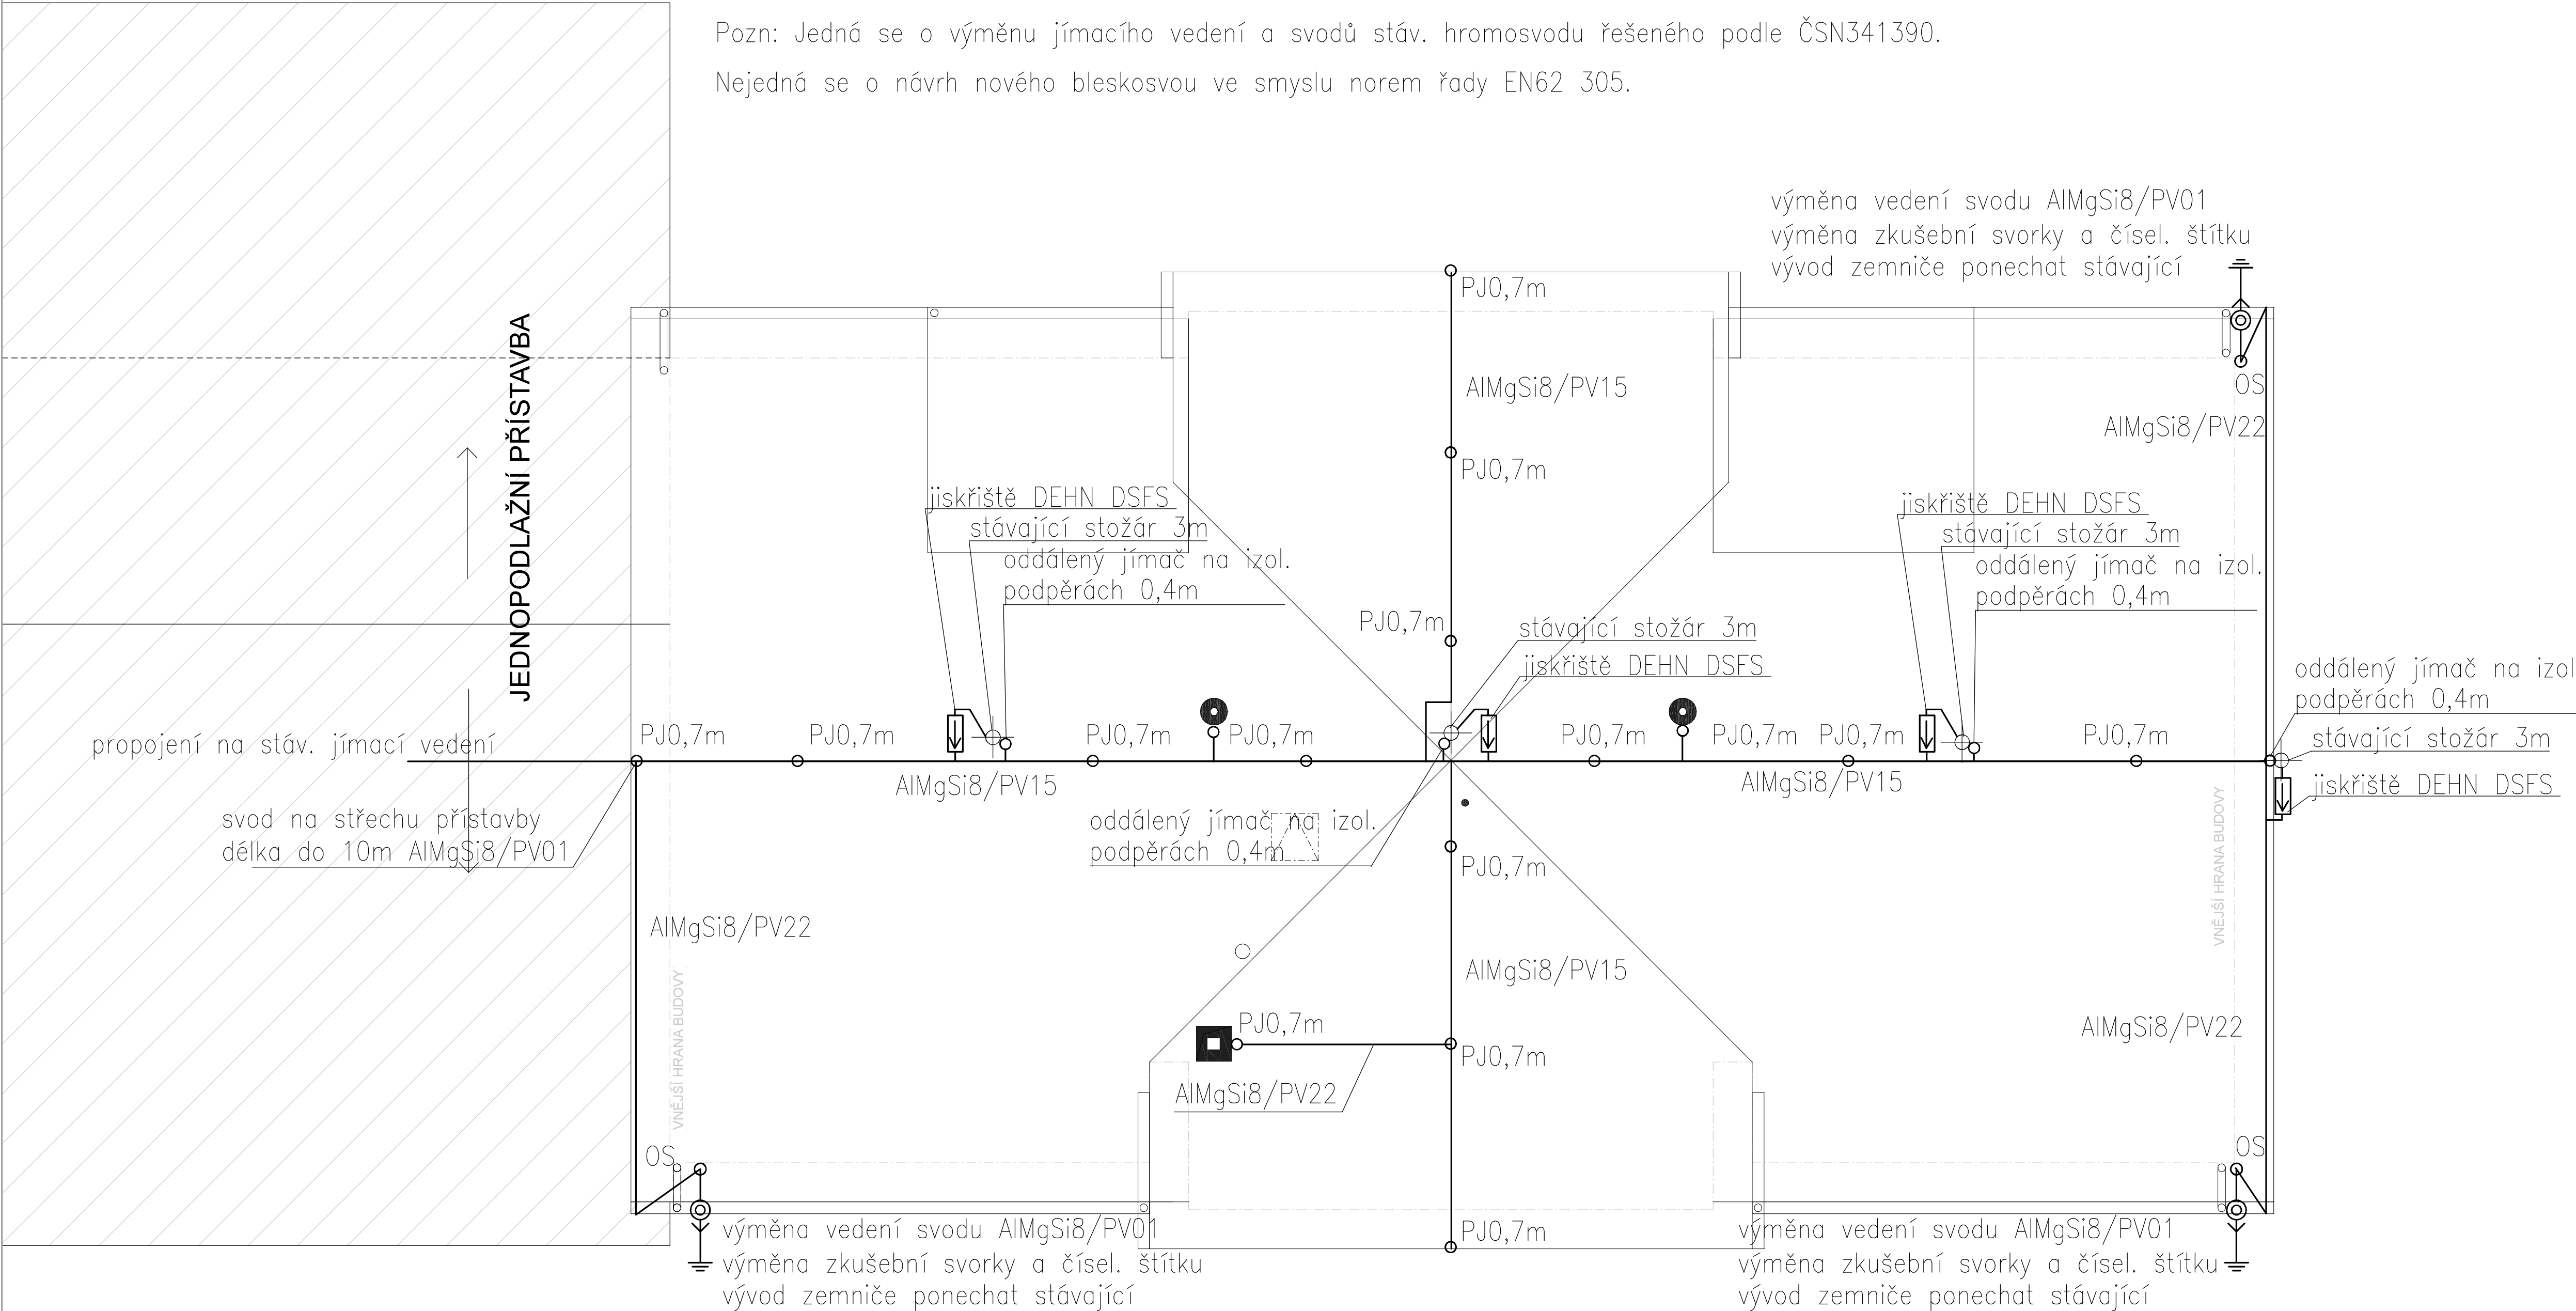 Pozn: Jedná se o výměnu jímacího vedení a svodů stáv. hromosvodu řešeného podle ČSN341390.
Nejedná se o návrh nového bleskosvou ve smyslu norem řady EN62 305.
výměna vedení svodu AlMgSi8/PV01
výměna zkušební svorky a čísel. štítku
vývod zemniče ponechat stávající
PJ0,7m
AlMgSi8/PV15
OS
AlMgSi8/PV22
PJ0,7m
JEDNOPODLAŽNÍ PŘÍSTAVBA
jiskřiště DEHN DSFS
stávající stožár 3m
oddálený jímač na izol.
podpěrách 0,4m
jiskřiště DEHN DSFS
stávající stožár 3m
oddálený jímač na izol.
podpěrách 0,4m
PJ0,7m
stávající stožár 3m
jiskřiště DEHN DSFS
oddálený jímač na izol
podpěrách 0,4m
stávající stožár 3m
jiskřiště DEHN DSFS
propojení na stáv. jímací vedení
PJ0,7m
PJ0,7m
PJ0,7m
PJ0,7m
PJ0,7m
PJ0,7m
PJ0,7m
PJ0,7m
AlMgSi8/PV15
AlMgSi8/PV15
svod na střechu přístavby
délka do 10m AlMgSi8/PV01
oddálený jímač na izol.
podpěrách 0,4m
PJ0,7m
VNĚJŠÍ HRANA BUDOVY
AlMgSi8/PV22
AlMgSi8/PV15
VNĚJŠÍ HRANA BUDOVY
PJ0,7m
PJ0,7m
AlMgSi8/PV22
AlMgSi8/PV22
OS
OS
výměna vedení svodu AlMgSi8/PV01
výměna zkušební svorky a čísel. štítku
vývod zemniče ponechat stávající
PJ0,7m
výměna vedení svodu AlMgSi8/PV01
výměna zkušební svorky a čísel. štítku
vývod zemniče ponechat stávající